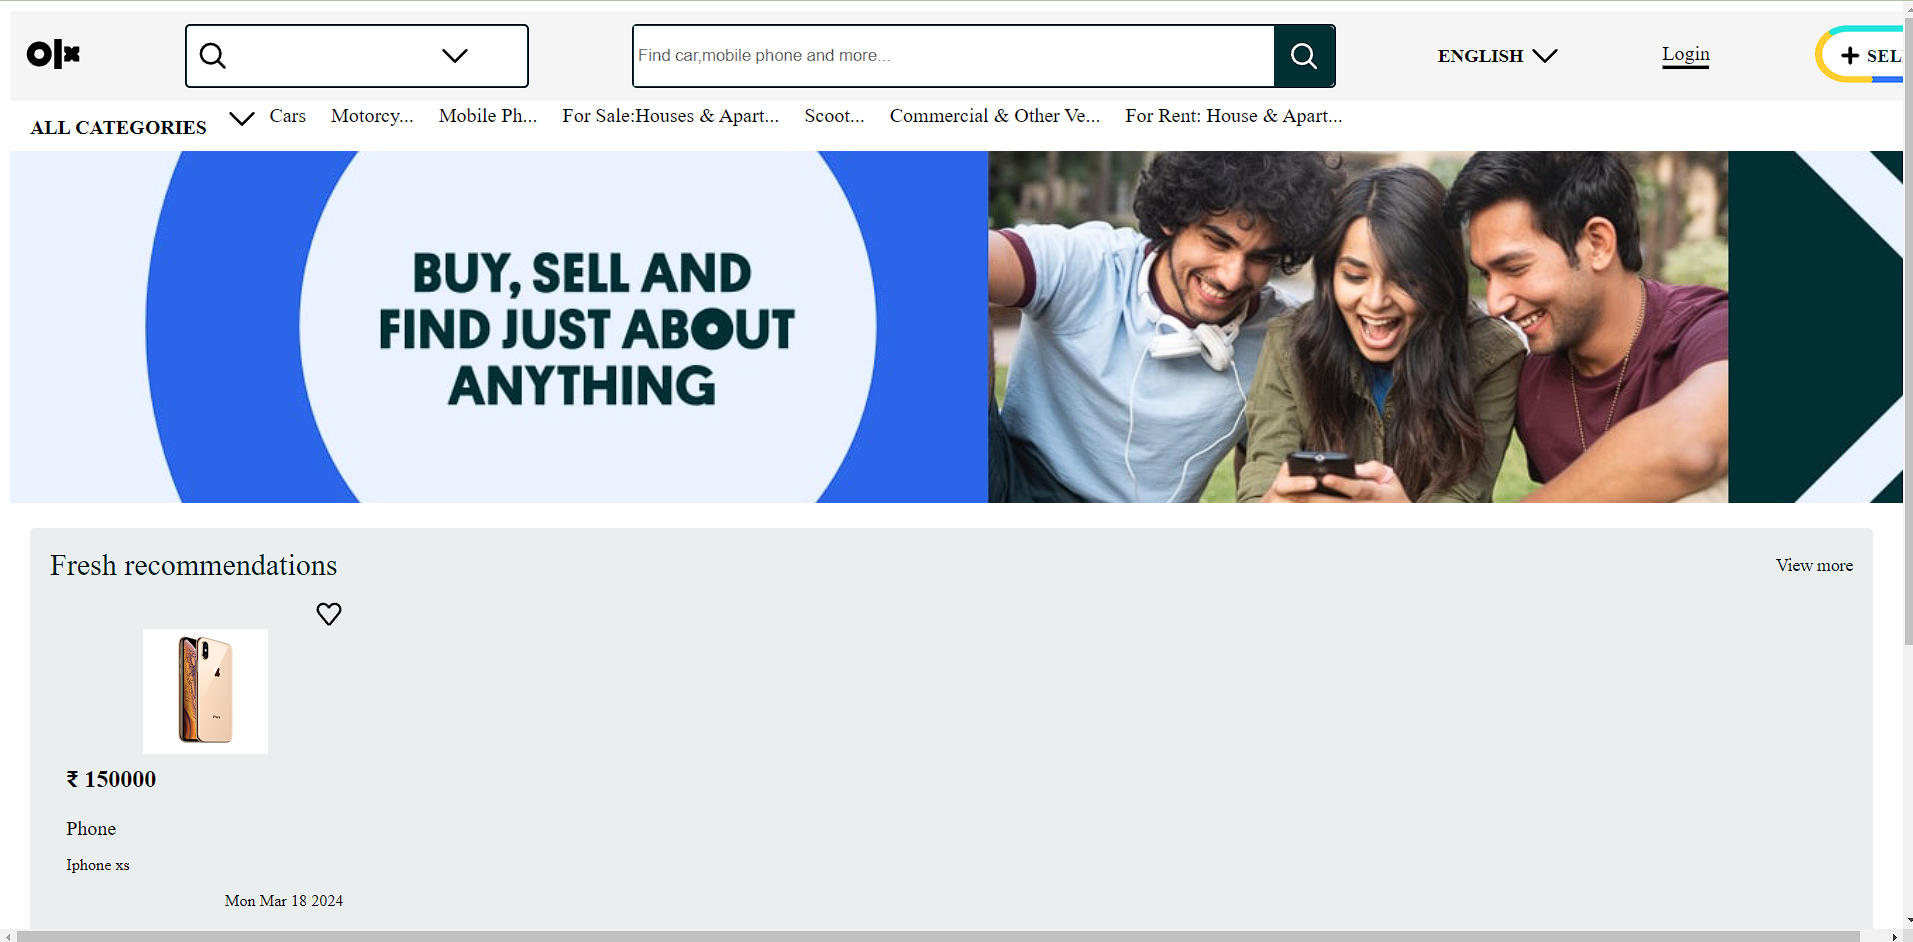 olx
Find car,mobile phone and more...
ENGLISH
Login
SEL
ALL CATEGORIES
Cars
Motorcy...
Mobile Ph...
For Sale:Houses & Apart...
Scoot...
Commercial & Other Ve...
For Rent: House & Apart...
BUY, SELL AND
FIND JUST ABOUT
ANYTHING
Fresh recommendations
View more
₹ 150000
Phone
Iphone xs
Mon Mar 18 2024